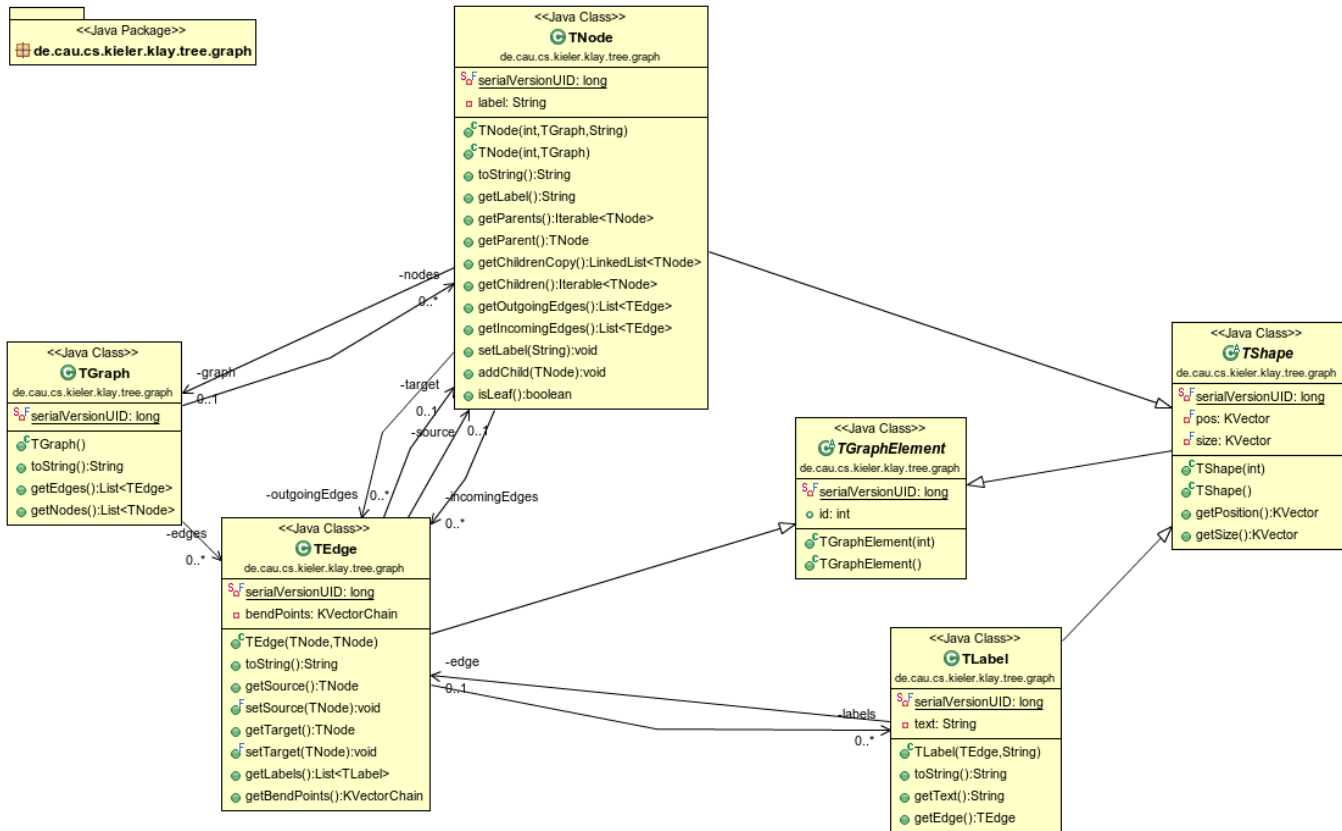 <<Java Package>>
de.cau.cs.kieler.klay.tree.graph
<<Java Class>>
TNode
de.cau.cs.kieler.klay.tree.graph
serialVersionUID: long
label: String
TNode(int,TGraph,String)
TNode(int,TGraph)
toString():String
getLabel():String
getParents():Iterable<TNode>
getParent():TNode
getChildrenCopy():LinkedList<TNode>
getChildren():Iterable<TNode>
getOutgoingEdges():List<TEdge>
getIncomingEdges():List<TEdge>
setLabel(String):void
addChild(TNode):void
isLeaf():boolean
-nodes
0..*
-graph
0..1
<<Java Class>>
TGraph
de.cau.cs.kieler.klay.tree.graph
serialVersionUID: long
TGraph()
toString():String
getEdges():List<TEdge>
getNodes():List<TNode>
-edges
0..*
-target
0..1
-source
0..1
-outgoingEdges
0..*
-incomingEdges
0..*
<<Java Class>>
TShape
de.cau.cs.kieler.klay.tree.graph
serialVersionUID: long
pos: KVector
size: KVector
TShape(int)
TShape()
getPosition():KVector
getSize():KVector
<<Java Class>>
TGraphElement
de.cau.cs.kieler.klay.tree.graph
serialVersionUID: long
id: int
TGraphElement(int)
TGraphElement()
<<Java Class>>
TEdge
de.cau.cs.kieler.klay.tree.graph
serialVersionUID: long
bendPoints: KVectorChain
TEdge(TNode,TNode)
toString():String
getSource():TNode
setSource(TNode):void
getTarget():TNode
setTarget(TNode):void
getLabels():List<TLabel>
getBendPoints():KVectorChain
-edge
0..1
-labels
0..*
<<Java Class>>
TLabel
de.cau.cs.kieler.klay.tree.graph
serialVersionUID: long
text: String
TLabel(TEdge,String)
toString():String
getText():String
getEdge():TEdge